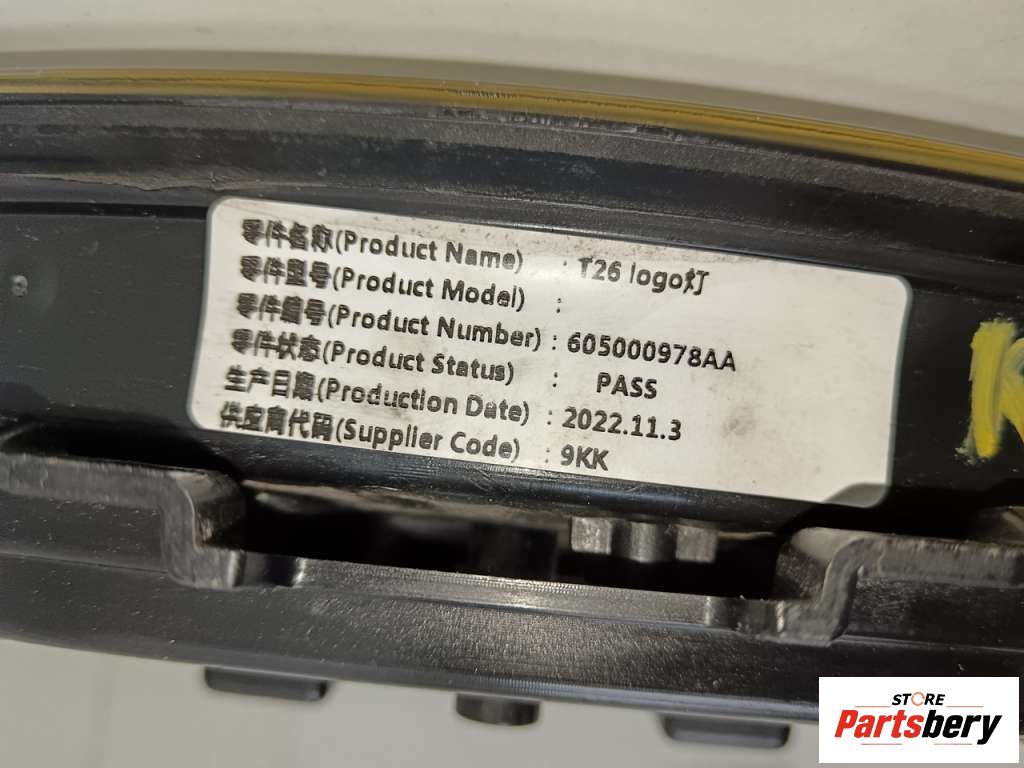 零件名称(Product Name) : T26 logo灯
零件型号(Product Model) :
零件编号(Product Number) : 605000978AA
零件状态(Product Status) : PASS
生产日期(Production Date) : 2022.11.3
供应商代码(Supplier Code) : 9KK
STORE
Partsbery